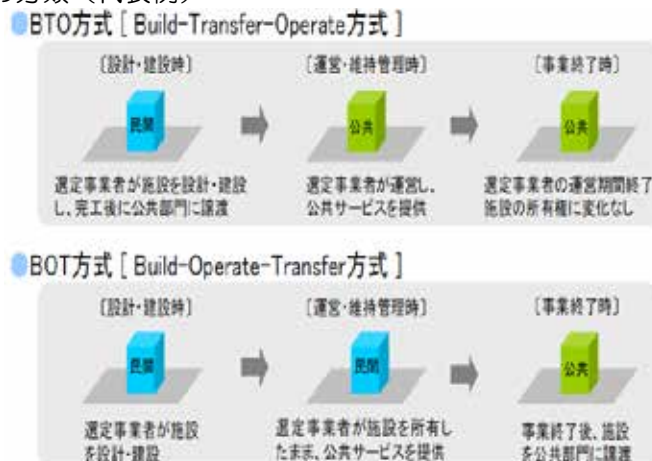 BTO方式 [ Build-Transfer-Operate方式 ]
〔設計・建設時〕 〔運営・維持管理時〕 〔事業終了時〕
民間 公共 公共
選定事業者が施設を設計・建設
し、完工後に公共部門に譲渡
選定事業者が運営し、
公共サービスを提供
選定事業者の運営期間終了
施設の所有権に変化なし
BOT方式 [ Build-Operate-Transfer方式 ]
〔設計・建設時〕 〔運営・維持管理時〕 〔事業終了時〕
民間 民間 公共
選定事業者が施設
を設計・建設
選定事業者が施設を所有し
たまま、公共サービスを提供
事業終了後、施設
を公共部門に譲渡